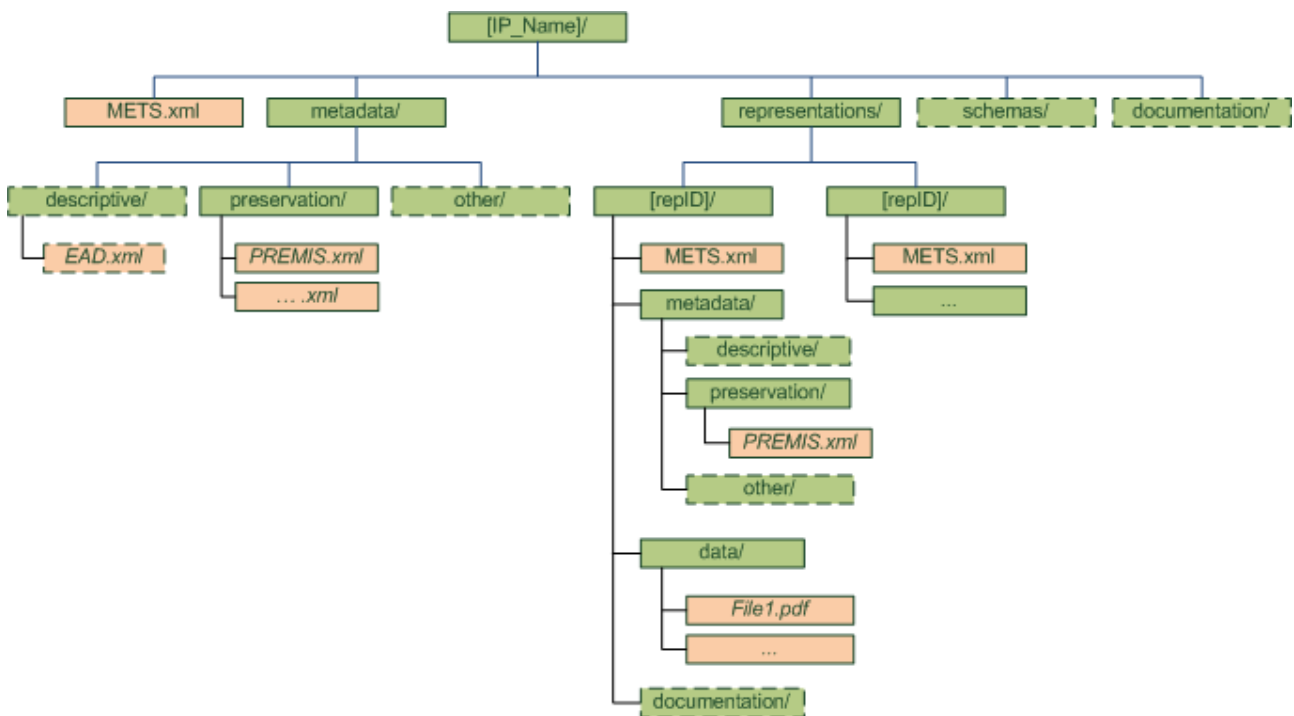 [IP_Name]/
METS.xml
metadata/
representations/
schemas/
documentation/
descriptive/
preservation/
other/
[repID]/
[repID]/
EAD.xml
PREMIS.xml
METS.xml
METS.xml
... .xml
metadata/
...
descriptive/
preservation/
PREMIS.xml
other/
data/
File1.pdf
...
documentation/